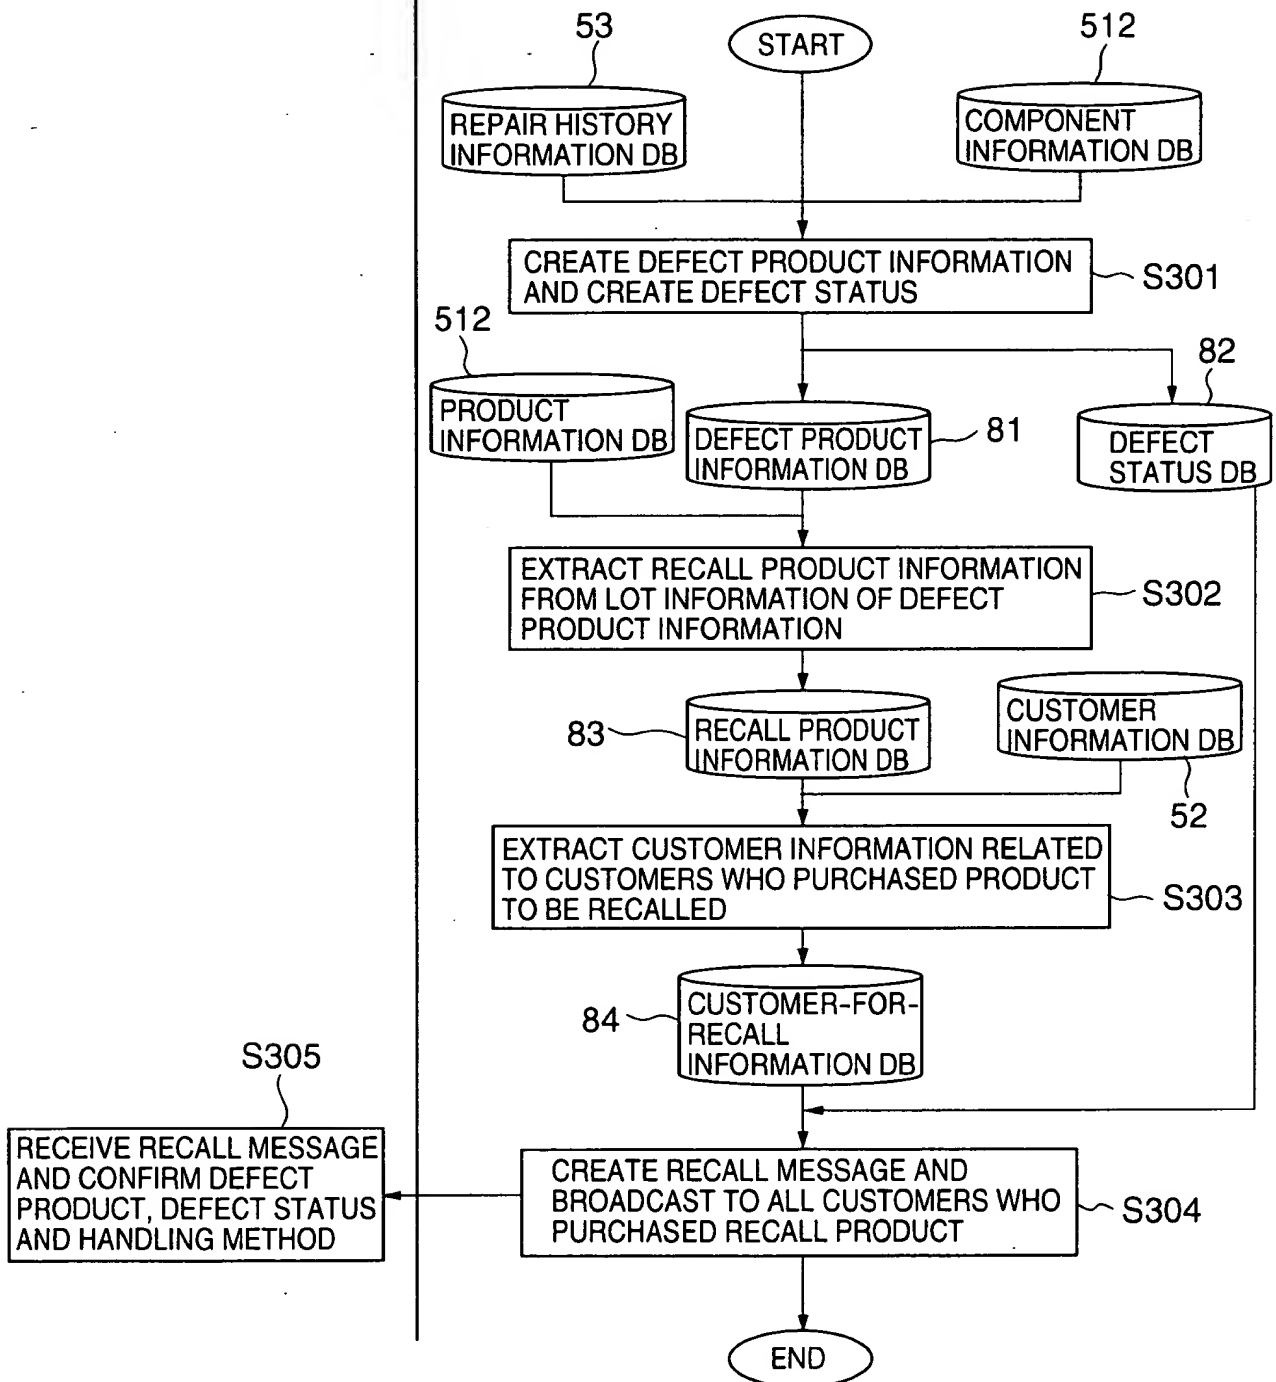 53
START
512
REPAIR HISTORY
INFORMATION DB
COMPONENT
INFORMATION DB
CREATE DEFECT PRODUCT INFORMATION
AND CREATE DEFECT STATUS
S301
512
82
PRODUCT
INFORMATION DB
DEFECT PRODUCT
INFORMATION DB
81
DEFECT
STATUS DB
EXTRACT RECALL PRODUCT INFORMATION
FROM LOT INFORMATION OF DEFECT
PRODUCT INFORMATION
S302
83
RECALL PRODUCT
INFORMATION DB
CUSTOMER
INFORMATION DB
52
EXTRACT CUSTOMER INFORMATION RELATED
TO CUSTOMERS WHO PURCHASED PRODUCT
TO BE RECALLED
S303
84
CUSTOMER-FOR-
RECALL
INFORMATION DB
S305
RECEIVE RECALL MESSAGE
AND CONFIRM DEFECT
PRODUCT, DEFECT STATUS
AND HANDLING METHOD
CREATE RECALL MESSAGE AND
BROADCAST TO ALL CUSTOMERS WHO
PURCHASED RECALL PRODUCT
S304
END